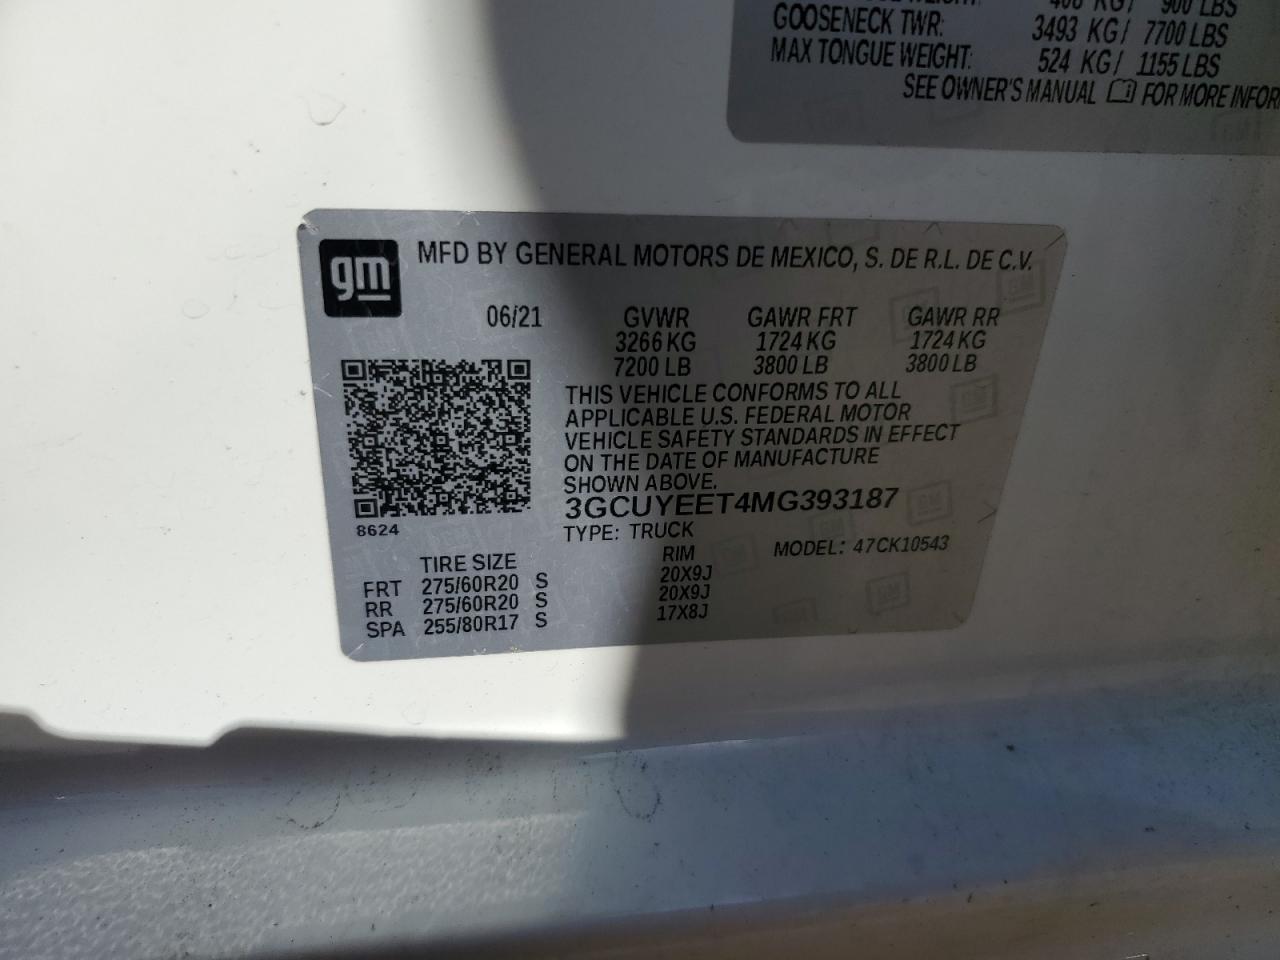 900 LBS
GOOSENECK TWR: 3493 KG/ 7700 LBS
MAX TONGUE WEIGHT: 524 KG/ 1155 LBS
SEE OWNER'S MANUAL FOR MORE INFOR
gm
MFD BY GENERAL MOTORS DE MEXICO, S. DE R.L. DE C.V.
06/21 GVWR GAWR FRT GAWR RR
3266 KG 1724 KG 1724 KG
7200 LB 3800 LB 3800 LB
THIS VEHICLE CONFORMS TO ALL
APPLICABLE U.S. FEDERAL MOTOR
VEHICLE SAFETY STANDARDS IN EFFECT
ON THE DATE OF MANUFACTURE
SHOWN ABOVE.
3GCUYEET4MG393187
8624
TYPE: TRUCK
MODEL: 47CK10543
TIRE SIZE RIM
FRT 275/60R20 S 20X9J
RR 275/60R20 S 20X9J
SPA 255/80R17 S 17X8J